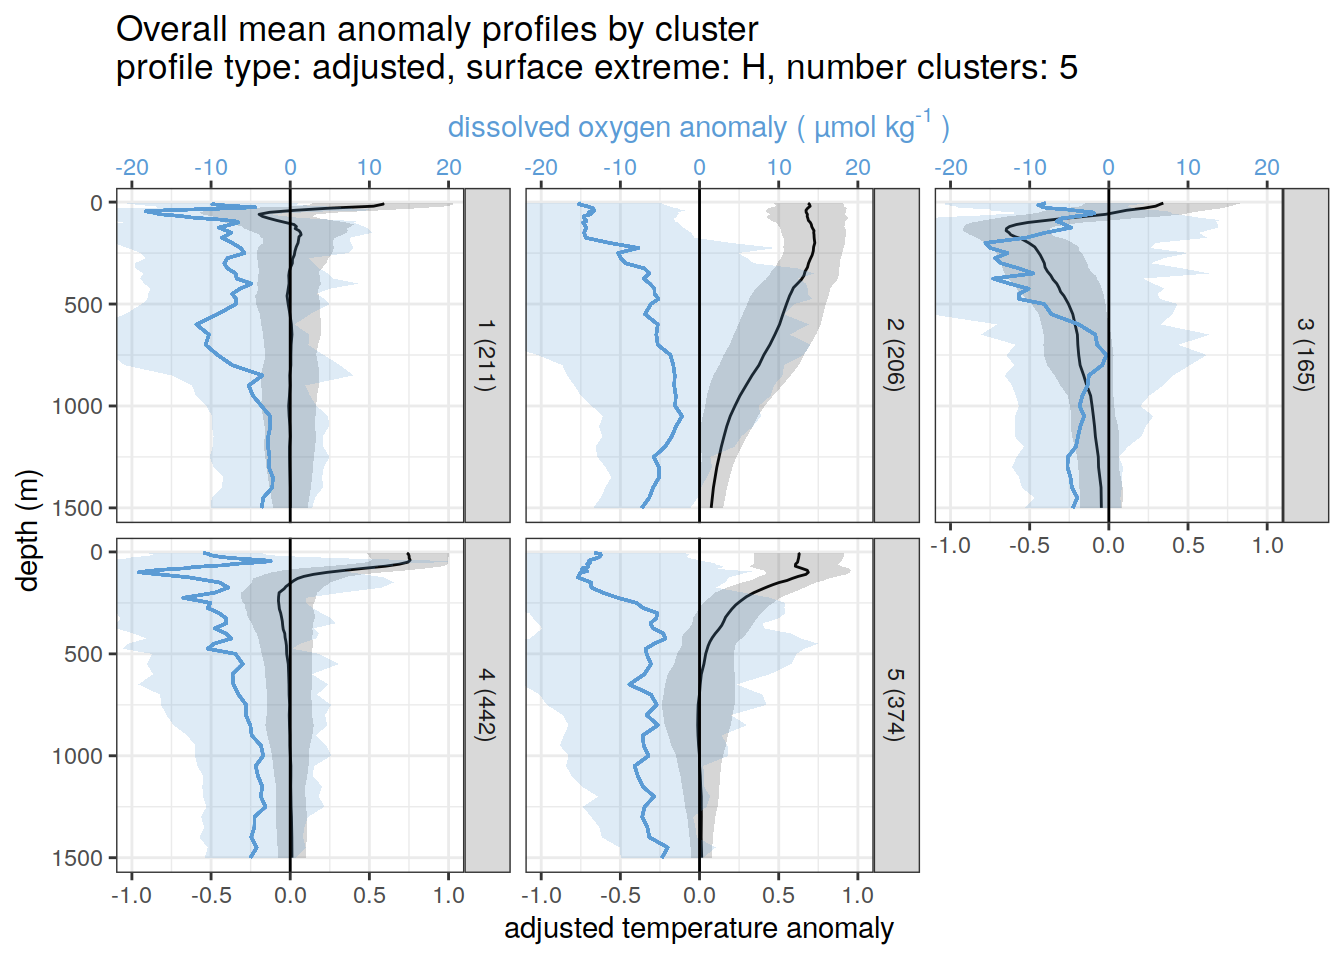 Overall mean anomaly profiles by cluster
profile type: adjusted, surface extreme: H, number clusters: 5
dissolved oxygen anomaly ( µmol kg-1 )
-20 -10 0 10 20 -20 -10 0 10 20 -20 -10 0 10 20
0
500
1000
1500
1 (211)
2 (206)
3 (165)
-1.0 -0.5 0.0 0.5 1.0
depth (m)
0
500
1000
1500
4 (442)
5 (374)
-1.0 -0.5 0.0 0.5 1.0 -1.0 -0.5 0.0 0.5 1.0
adjusted temperature anomaly